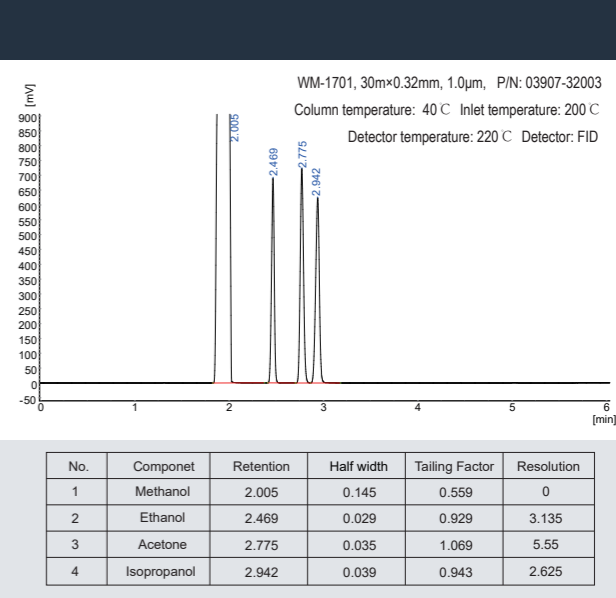 WM-1701, 30m×0.32mm, 1.0μm, P/N: 03907-32003
Column temperature: 40℃ Inlet temperature: 200℃
Detector temperature: 220℃ Detector: FID
[mV]
900
850
800
750
700
650
600
550
500
450
400
350
300
250
200
150
100
50
0
-50
2.005
2.469
2.775
2.942
0 1 2 3 4 5 6
[min]
No. Componet Retention Half width Tailing Factor Resolution
1 Methanol 2.005 0.145 0.559 0
2 Ethanol 2.469 0.029 0.929 3.135
3 Acetone 2.775 0.035 1.069 5.55
4 Isopropanol 2.942 0.039 0.943 2.625